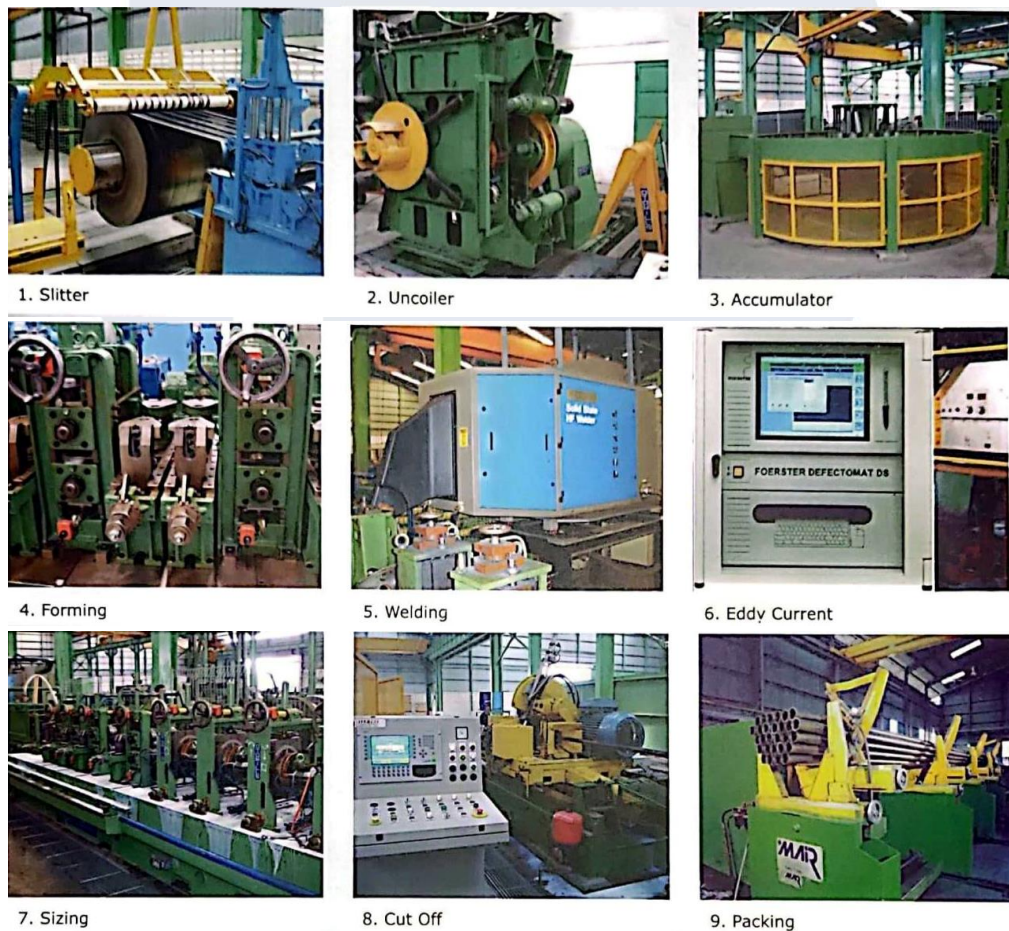 1. Slitter
2. Uncoiler
3. Accumulator
Solid State
HF Welder
FOERSTER DEFECTOMAT DS
4. Forming
5. Welding
6. Eddy Current
MAIR
7. Sizing
8. Cut Off
9. Packing